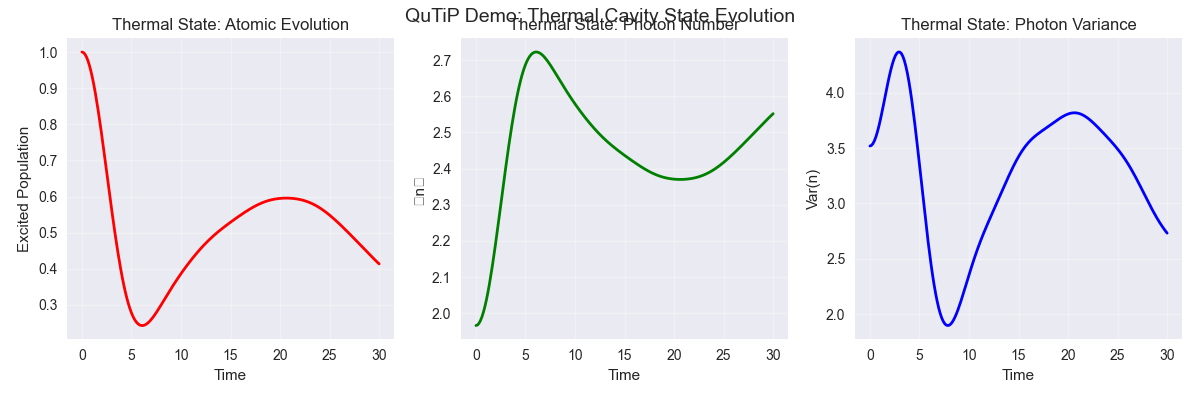 QuTiP Demo: Thermal Cavity State Evolution
Thermal State: Atomic Evolution
Excited Population
1.0
0.9
0.8
0.7
0.6
0.5
0.4
0.3
0 5 10 15 20 25 30
Time
Thermal State: Photon Number
□n□
2.7
2.6
2.5
2.4
2.3
2.2
2.1
2.0
0 5 10 15 20 25 30
Time
Thermal State: Photon Variance
Var(n)
4.0
3.5
3.0
2.5
2.0
0 5 10 15 20 25 30
Time